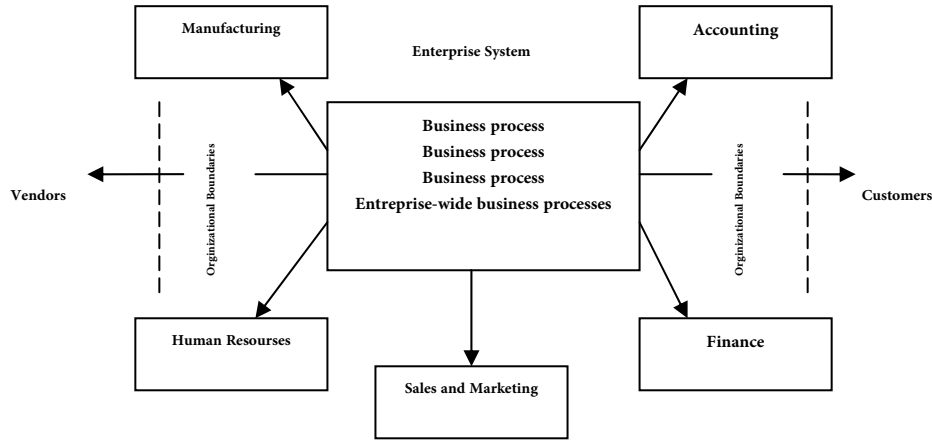 Manufacturing
Enterprise System
Accounting
Business process
Business process
Business process
Entreprise-wide business processes
Vendors
Orginizational Boundaries
Orginizational Boundaries
Customers
Human Resourses
Sales and Marketing
Finance